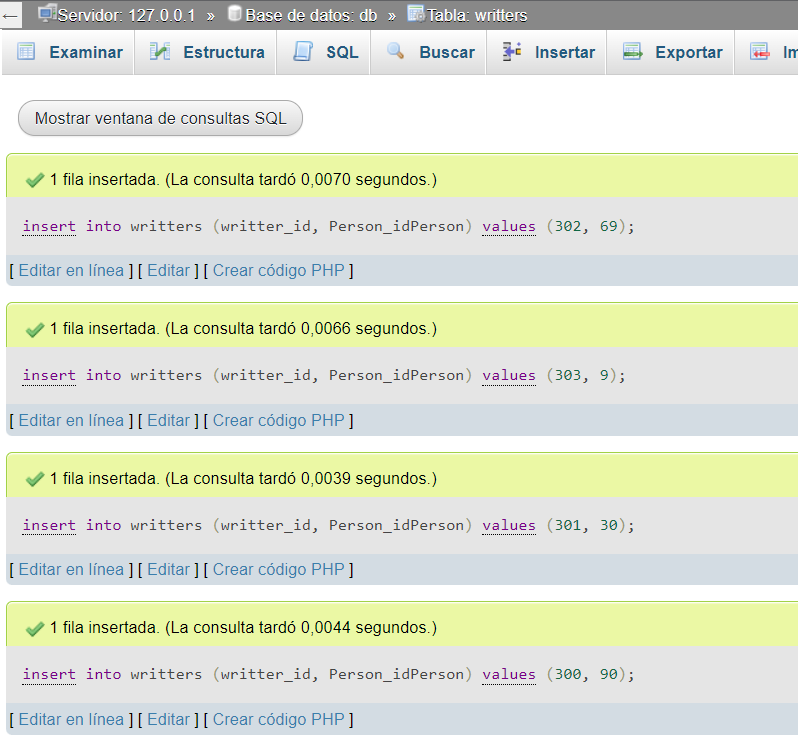 ← Servidor: 127.0.0.1 » Base de datos: db » Tabla: writters
Examinar Estructura SQL Buscar Insertar Exportar Im
Mostrar ventana de consultas SQL
1 fila insertada. (La consulta tardó 0,0070 segundos.)
insert into writters (writter_id, Person_idPerson) values (302, 69);
[ Editar en línea ] [ Editar ] [ Crear código PHP ]
1 fila insertada. (La consulta tardó 0,0066 segundos.)
insert into writters (writter_id, Person_idPerson) values (303, 9);
[ Editar en línea ] [ Editar ] [ Crear código PHP ]
1 fila insertada. (La consulta tardó 0,0039 segundos.)
insert into writters (writter_id, Person_idPerson) values (301, 30);
[ Editar en línea ] [ Editar ] [ Crear código PHP ]
1 fila insertada. (La consulta tardó 0,0044 segundos.)
insert into writters (writter_id, Person_idPerson) values (300, 90);
[ Editar en línea ] [ Editar ] [ Crear código PHP ]